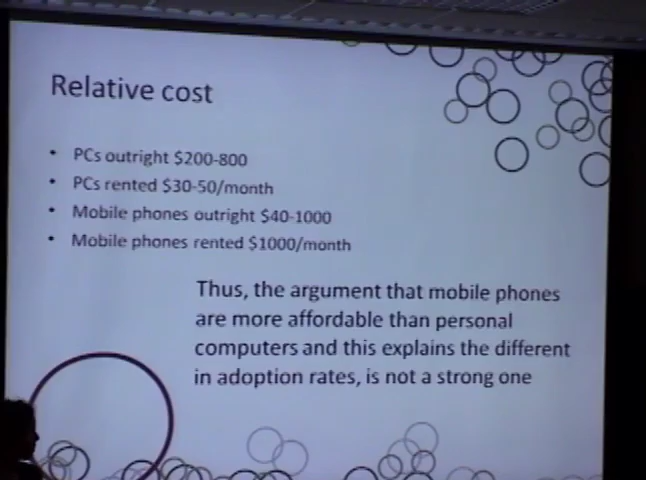 Relative cost
• PCs outright $200-800
• PCs rented $30-50/month
• Mobile phones outright $40-1000
• Mobile phones rented $1000/month
Thus, the argument that mobile phones
are more affordable than personal
computers and this explains the different
in adoption rates, is not a strong one